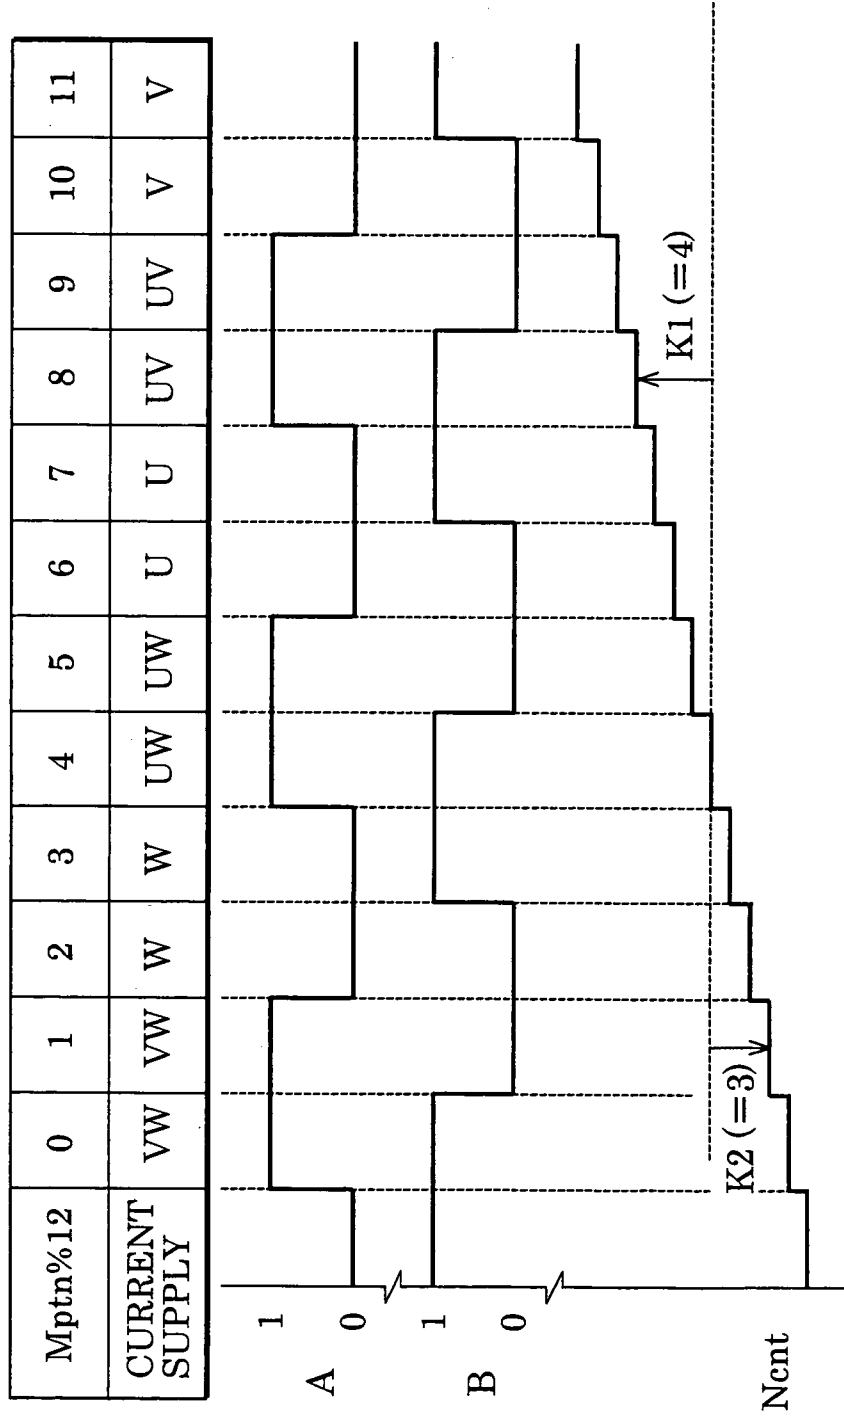 Mptn%12 0 1 2 3 4 5 6 7 8 9 10 11
CURRENT
SUPPLY VW VW W W UW UW U U UV UV V V
1
A
0
1
B
0
K1 (=4)
K2 (=3)
Ncnt